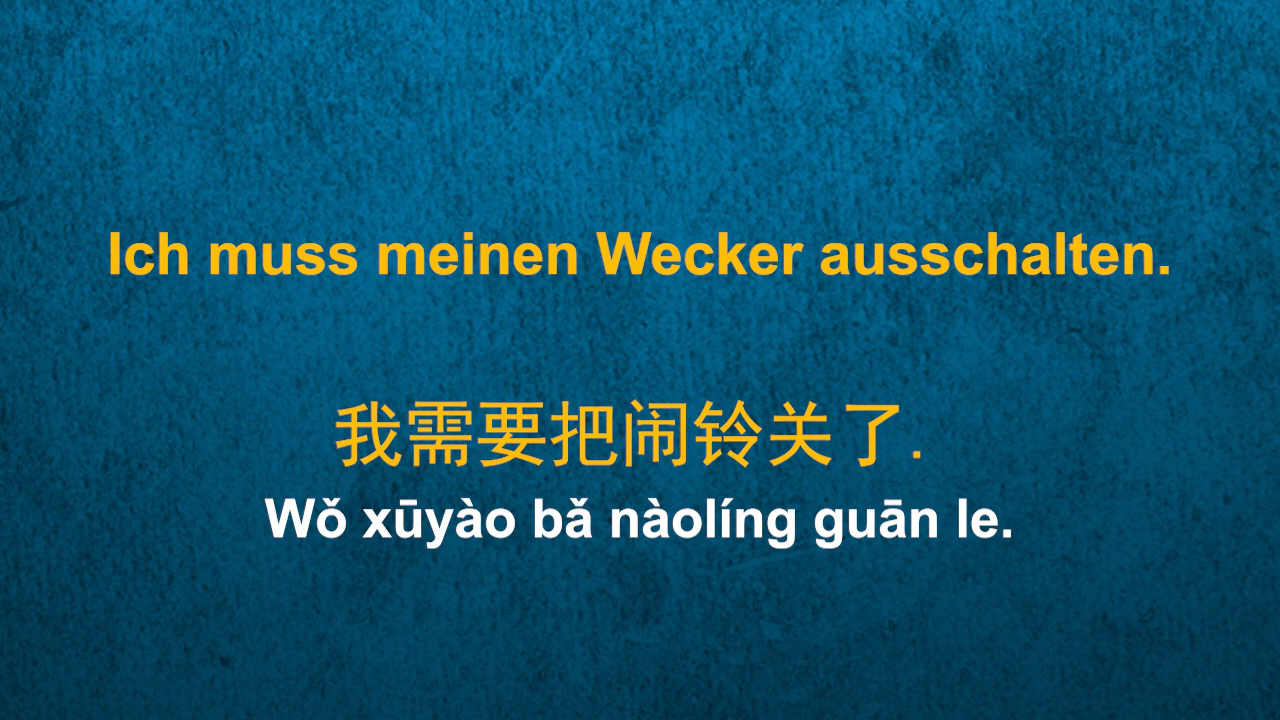 Ich muss meinen Wecker ausschalten.
我需要把闹铃关了.
Wǒ xūyào bǎ nàolíng guān le.